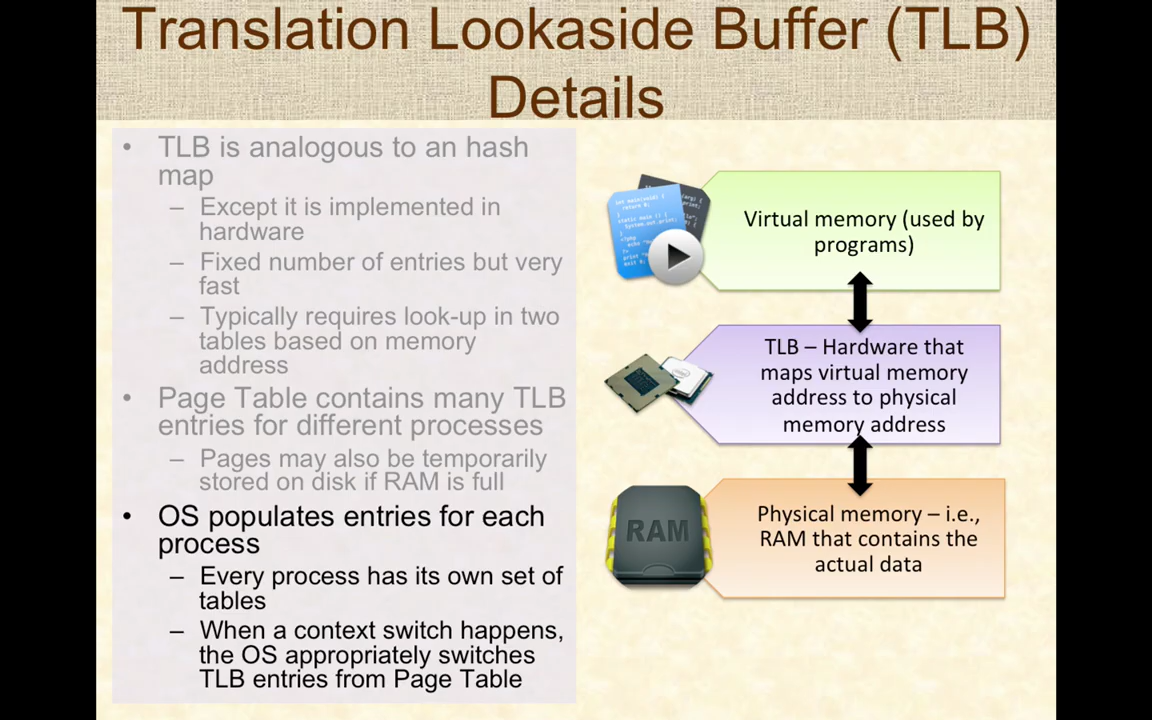 Translation Lookaside Buffer (TLB)
Details
• TLB is analogous to an hash
map
– Except it is implemented in
hardware
– Fixed number of entries but very
fast
– Typically requires look-up in two
tables based on memory
address
• Page Table contains many TLB
entries for different processes
– Pages may also be temporarily
stored on disk if RAM is full
• OS populates entries for each
process
– Every process has its own set of
tables
– When a context switch happens,
the OS appropriately switches
TLB entries from Page Table
Virtual memory (used by
programs)
TLB – Hardware that
maps virtual memory
address to physical
memory address
RAM
Physical memory – i.e.,
RAM that contains the
actual data